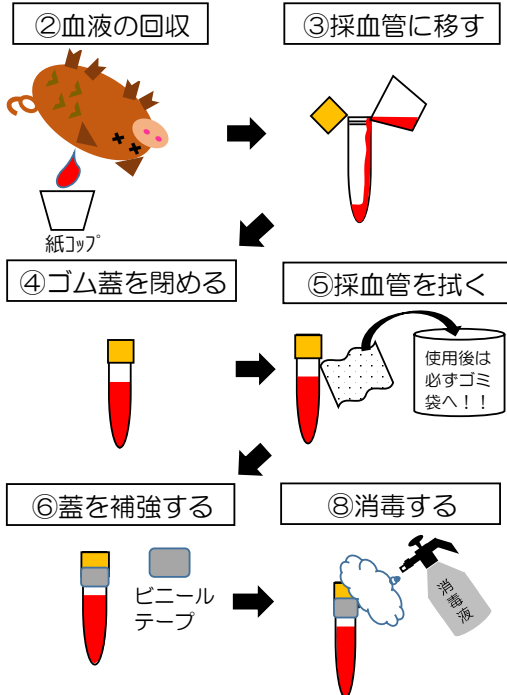 ②血液の回収
③採血管に移す
紙ｺｯﾌﾟ
④ゴム蓋を閉める
⑤採血管を拭く
使用後は
必ずゴミ
袋へ！！
⑥蓋を補強する
⑧消毒する
ビニール
テープ
消毒液